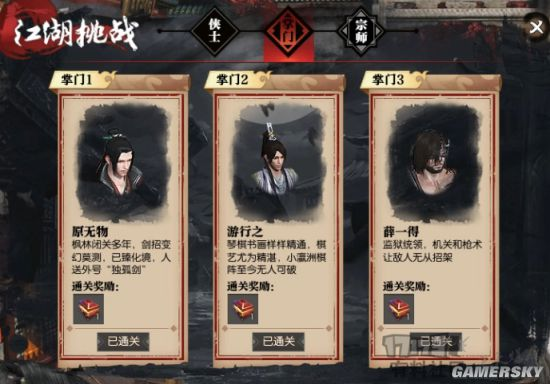 江湖挑战
侠士
掌门
宗师
掌门1
原无物
枫林闭关多年，剑招变
幻莫测，已臻化境，人
送外号“独孤剑”
通关奖励：
已通关
掌门2
游行之
琴棋书画样样精通，棋
艺尤为精湛，小瀛洲棋
阵至今无人可破
通关奖励：
已通关
掌门3
薛一得
监狱统领，机关和枪术
让敌人无从招架
通关奖励：
已通关
17173
GAMERSKY